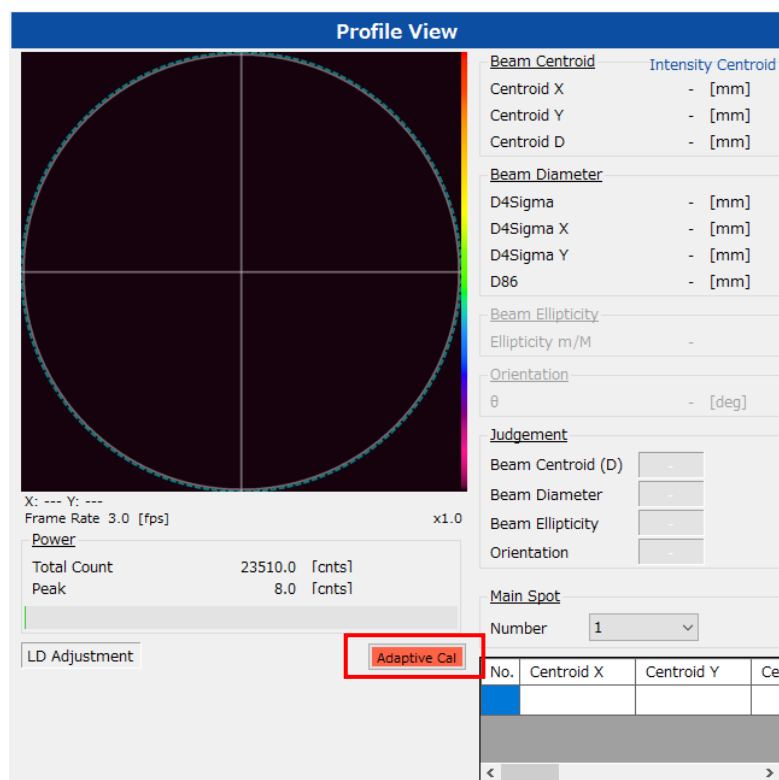 Profile View
X: --- Y: ---
Frame Rate 3.0 [fps] x1.0
Power
Total Count 23510.0 [cnts]
Peak 8.0 [cnts]
LD Adjustment Adaptive Cal
Beam Centroid Intensity Centroid
Centroid X - [mm]
Centroid Y - [mm]
Centroid D - [mm]
Beam Diameter
D4Sigma - [mm]
D4Sigma X - [mm]
D4Sigma Y - [mm]
D86 - [mm]
Beam Ellipticity
Ellipticity m/M -
Orientation
θ - [deg]
Judgement
Beam Centroid (D) -
Beam Diameter -
Beam Ellipticity -
Orientation -
Main Spot
Number 1
No. Centroid X Centroid Y Ce